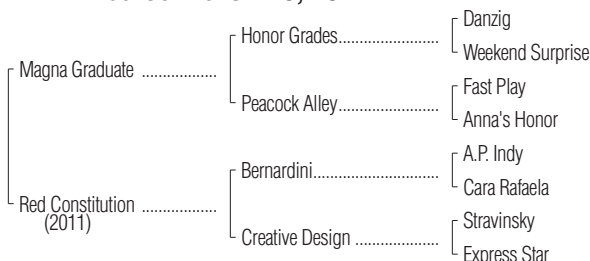 Danzig
Honor Grades
Weekend Surprise
Magna Graduate
Fast Play
Peacock Alley
Anna's Honor
A.P. Indy
Bernardini
Cara Rafaela
Red Constitution
(2011)
Stravinsky
Creative Design
Express Star